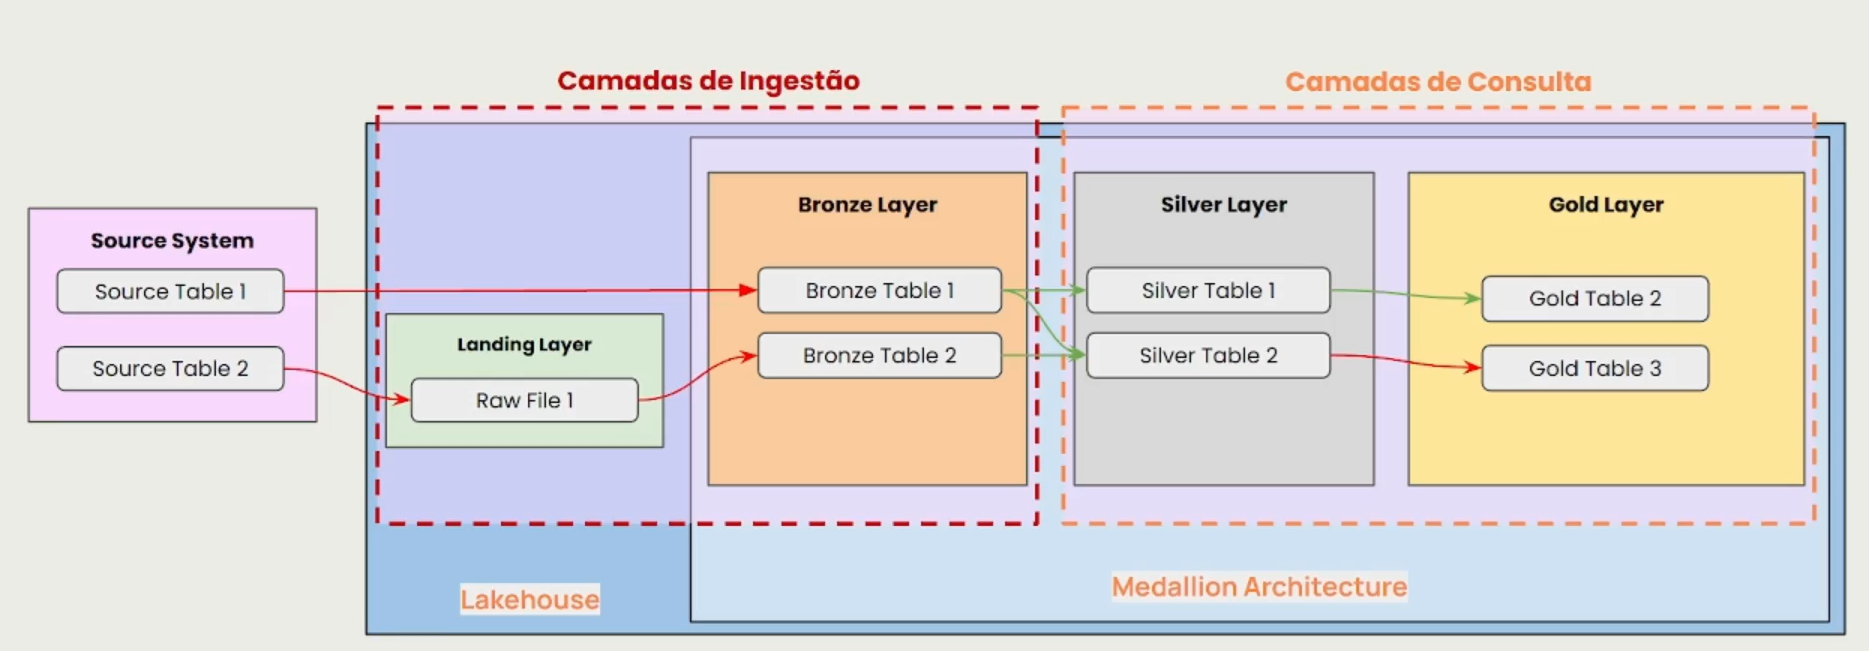 Camadas de Ingestão
Camadas de Consulta
Source System
Source Table 1
Source Table 2
Landing Layer
Raw File 1
Bronze Layer
Bronze Table 1
Bronze Table 2
Silver Layer
Silver Table 1
Silver Table 2
Gold Layer
Gold Table 2
Gold Table 3
Lakehouse
Medallion Architecture